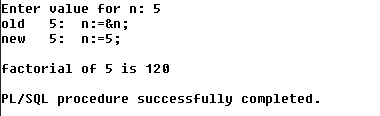 Enter value for n: 5
old   5:  n:=&n;
new   5:  n:=5;
factorial of 5 is 120
PL/SQL procedure successfully completed.